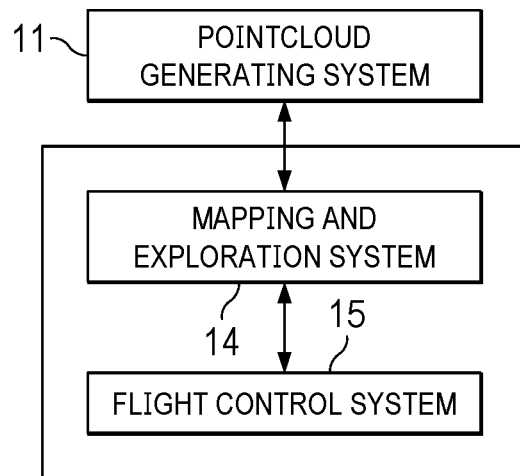 11
POINTCLOUD
GENERATING SYSTEM
MAPPING AND
EXPLORATION SYSTEM
14
15
FLIGHT CONTROL SYSTEM